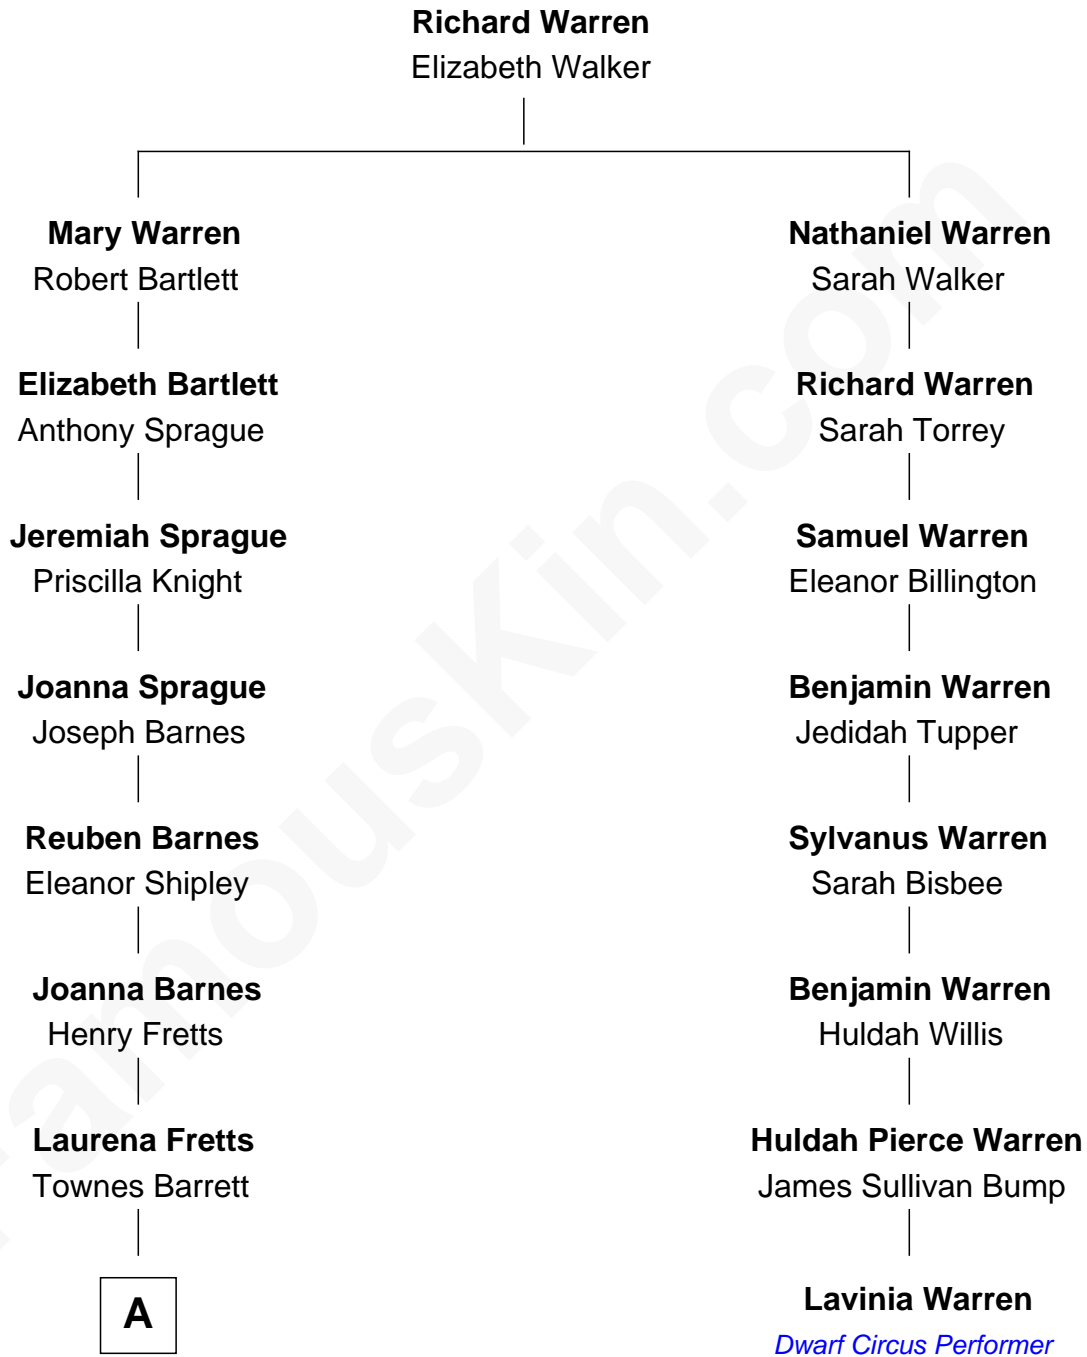 Richard Warren
Elizabeth Walker
Mary Warren
Robert Bartlett
Nathaniel Warren
Sarah Walker
Elizabeth Bartlett
Anthony Sprague
Richard Warren
Sarah Torrey
Jeremiah Sprague
Priscilla Knight
Samuel Warren
Eleanor Billington
Joanna Sprague
Joseph Barnes
Benjamin Warren
Jedidah Tupper
Reuben Barnes
Eleanor Shipley
Sylvanus Warren
Sarah Bisbee
Joanna Barnes
Henry Fretts
Benjamin Warren
Huldah Willis
Laurena Fretts
Townes Barrett
Huldah Pierce Warren
James Sullivan Bump
A
Lavinia Warren
Dwarf Circus Performer
FamousKin.com